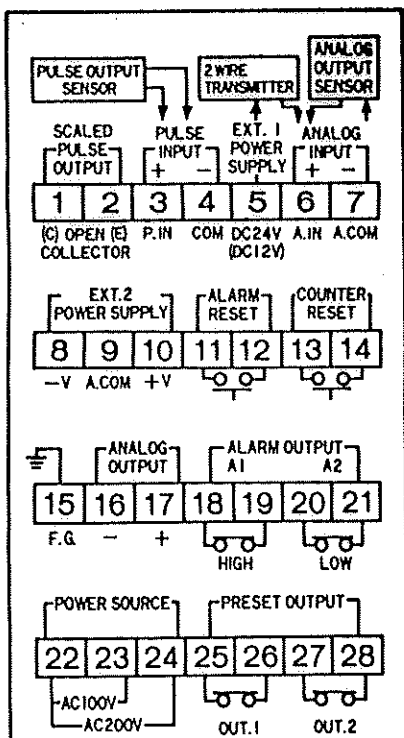 PULSE OUTPUT SENSOR
2 WIRE TRANSMITTER
ANALOG OUTPUT SENSOR
SCALED PULSE OUTPUT
PULSE INPUT
+ −
EXT. 1 POWER SUPPLY
ANALOG INPUT
+ −
1 2 3 4 5 6 7
(C) OPEN (E) COLLECTOR
P.IN COM DC24V (DC12V) A.IN A.COM
EXT.2 POWER SUPPLY
ALARM RESET
COUNTER RESET
8 9 10 11 12 13 14
−V A.COM +V
ANALOG OUTPUT
ALARM OUTPUT
A1 A2
15 16 17 18 19 20 21
F.G. − +
HIGH LOW
POWER SOURCE
PRESET OUTPUT
22 23 24 25 26 27 28
AC100V
AC200V
OUT.1 OUT.2